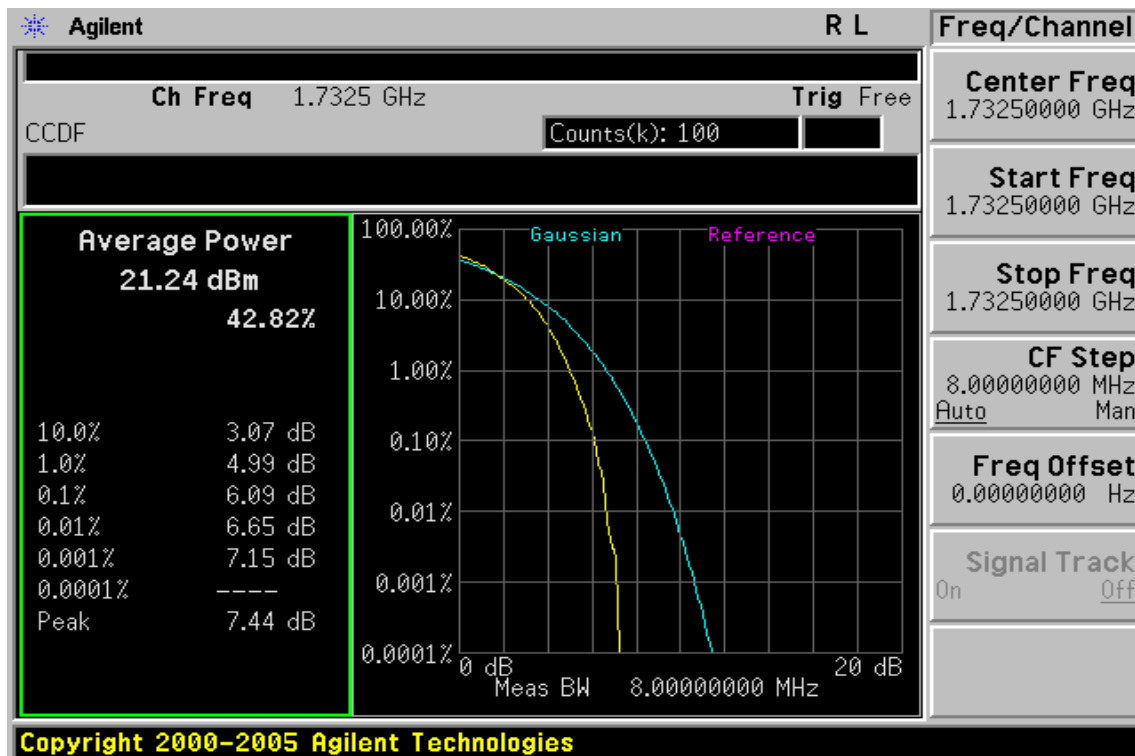 Agilent
R L
Freq/Channel
Ch Freq 1.7325 GHz
Trig Free
CCDF
Counts(k): 100
Center Freq
1.73250000 GHz
Start Freq
1.73250000 GHz
Stop Freq
1.73250000 GHz
CF Step
8.00000000 MHz
Auto Man
Freq Offset
0.00000000 Hz
Signal Track
On Off
Average Power
21.24 dBm
42.82%
10.0% 3.07 dB
1.0% 4.99 dB
0.1% 6.09 dB
0.01% 6.65 dB
0.001% 7.15 dB
0.0001% ----
Peak 7.44 dB
Gaussian
Reference
100.00%
10.00%
1.00%
0.10%
0.01%
0.001%
0.0001%
0 dB
20 dB
Meas BW 8.00000000 MHz
Copyright 2000-2005 Agilent Technologies